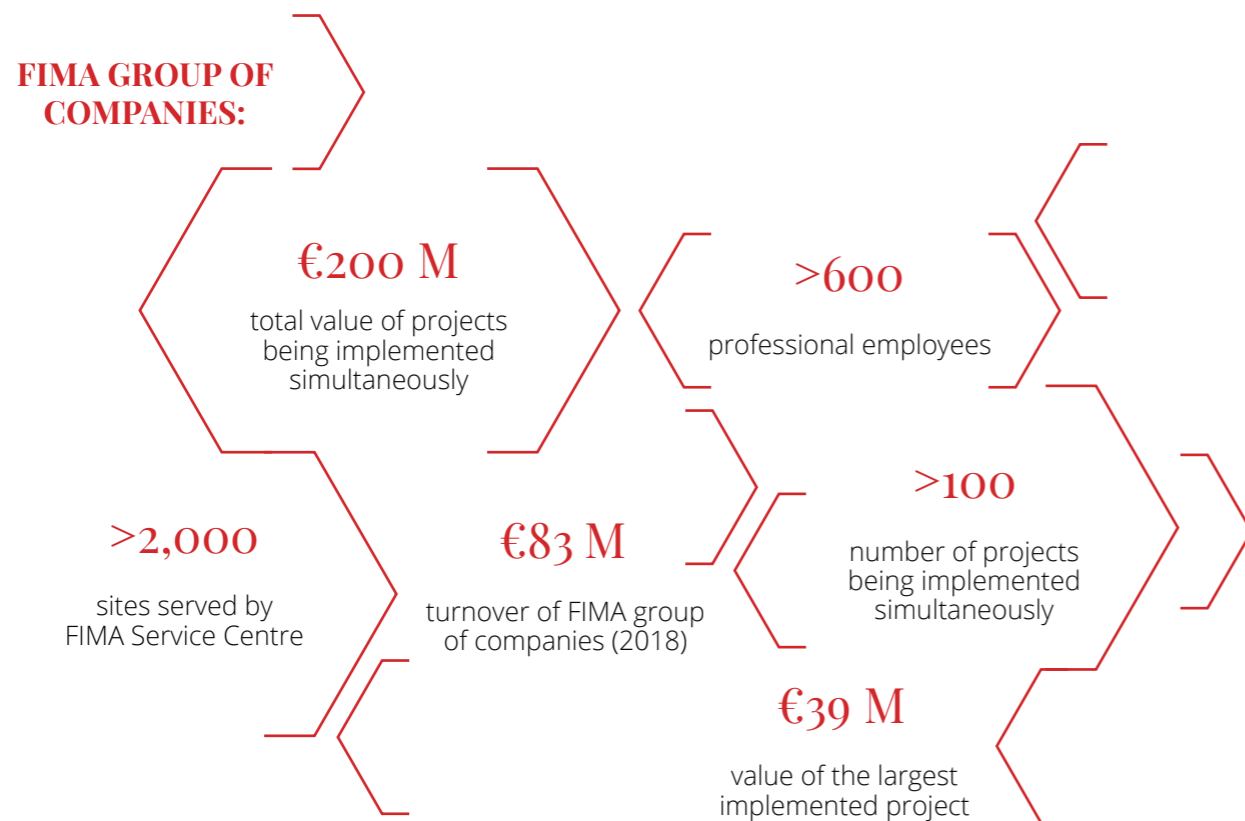 FIMA GROUP OF
COMPANIES:
€200 M
total value of projects
being implemented
simultaneously
>600
professional employees
>2,000
sites served by
FIMA Service Centre
€83 M
turnover of FIMA group
of companies (2018)
>100
number of projects
being implemented
simultaneously
€39 M
value of the largest
implemented project